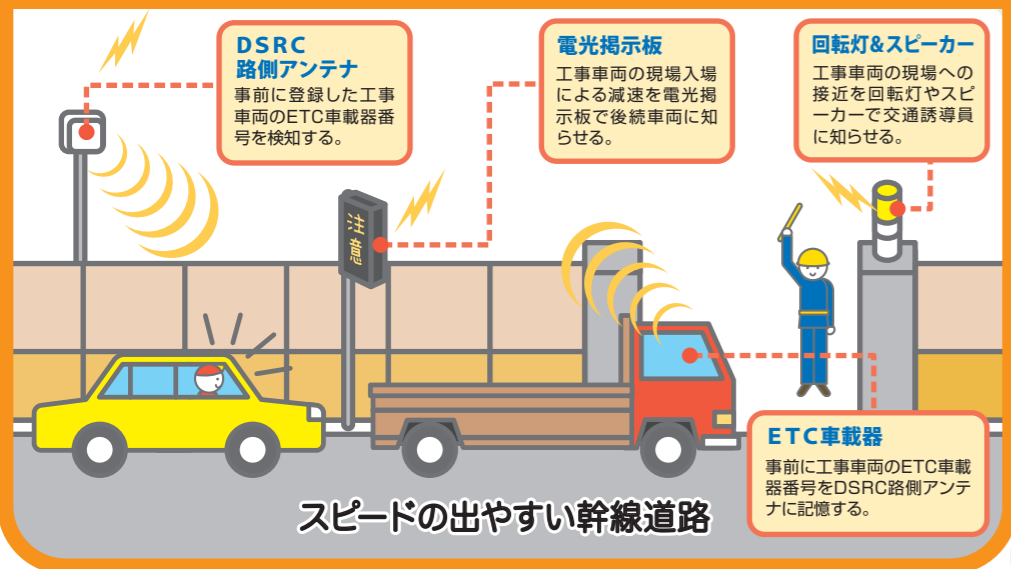 DSRC
路側アンテナ
事前に登録した工事
車両のETC車載器番
号を検知する。
電光掲示板
工事車両の現場入場
による減速を電光掲
示板で後続車両に知
らせる。
回転灯&スピーカー
工事車両の現場への
接近を回転灯やスピ
ーカーで交通誘導員
に知らせる。
注
意
ETC車載器
事前に工事車両のETC車載
器番号をDSRC路側アンテ
ナに記憶する。
スピードの出やすい幹線道路